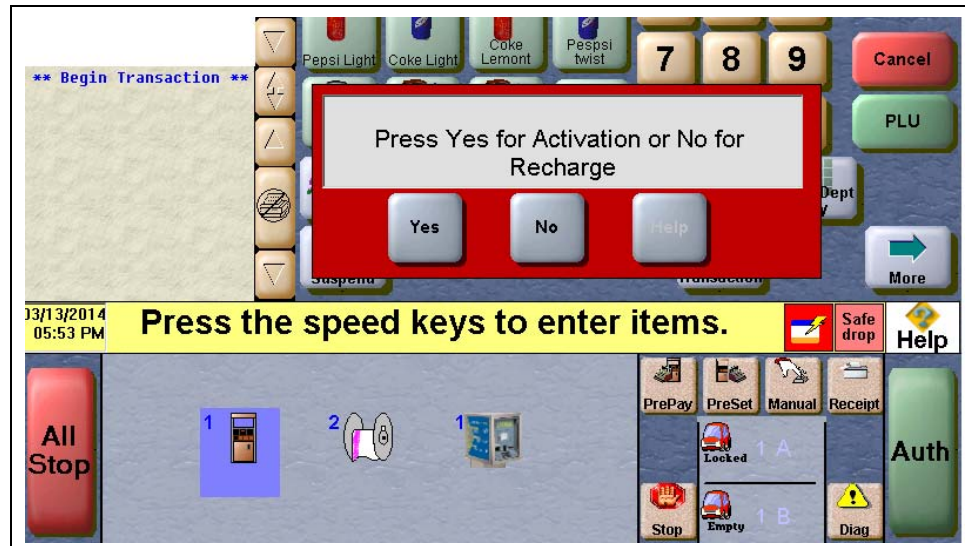 Pepsi Light
Coke Light
Coke
Lemont
Pespsi
twist
7
8
9
Cancel
** Begin Transaction **
PLU
Press Yes for Activation or No for
Recharge
Dept
Yes
No
Help
Suspend
Transaction
More
03/13/2014
05:53 PM
Press the speed keys to enter items.
Safe
drop
Help
PrePay
PreSet
Manual
Receipt
All
Stop
1
2
1
Locked
1 A
Auth
Stop
Empty
1 B
Diag